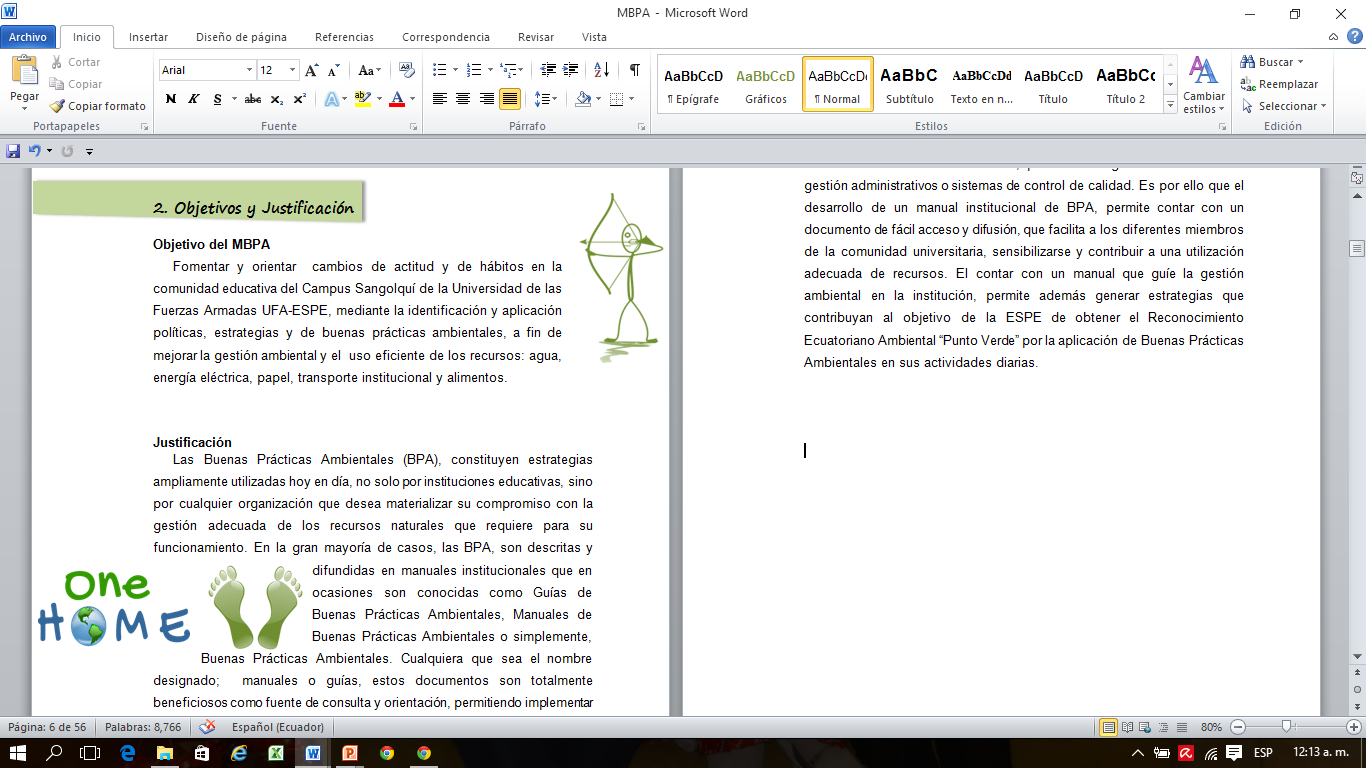 MBPA - Microsoft Word
Archivo Inicio Insertar Diseño de página Referencias Correspondencia Revisar Vista
Pegar
Cortar
Copiar
Copiar formato
Portapapeles
Arial 12
Aa
N K S abc x₂ x²
Fuente
Párrafo
AaBbCcD AaBbCcD AaBbCcDc AaBbC AaBbCcDd AaBbCcD AaBbCc
¶ Epígrafe Gráficos ¶ Normal Subtítulo Texto en n... Título Título 2
Cambiar
estilos
Estilos
Buscar
Reemplazar
Seleccionar
Edición
2. Objetivos y Justificación
Objetivo del MBPA
Fomentar y orientar cambios de actitud y de hábitos en la
comunidad educativa del Campus Sangolquí de la Universidad de las
Fuerzas Armadas UFA-ESPE, mediante la identificación y aplicación
políticas, estrategias y de buenas prácticas ambientales, a fin de
mejorar la gestión ambiental y el uso eficiente de los recursos: agua,
energía eléctrica, papel, transporte institucional y alimentos.
Justificación
Las Buenas Prácticas Ambientales (BPA), constituyen estrategias
ampliamente utilizadas hoy en día, no solo por instituciones educativas, sino
por cualquier organización que desea materializar su compromiso con la
gestión adecuada de los recursos naturales que requiere para su
funcionamiento. En la gran mayoría de casos, las BPA, son descritas y
difundidas en manuales institucionales que en
ocasiones son conocidas como Guías de
Buenas Prácticas Ambientales, Manuales de
Buenas Prácticas Ambientales o simplemente,
Buenas Prácticas Ambientales. Cualquiera que sea el nombre
designado; manuales o guías, estos documentos son totalmente
beneficiosos como fuente de consulta y orientación, permitiendo implementar
One
HOME
gestión administrativos o sistemas de control de calidad. Es por ello que el
desarrollo de un manual institucional de BPA, permite contar con un
documento de fácil acceso y difusión, que facilita a los diferentes miembros
de la comunidad universitaria, sensibilizarse y contribuir a una utilización
adecuada de recursos. El contar con un manual que guíe la gestión
ambiental en la institución, permite además generar estrategias que
contribuyan al objetivo de la ESPE de obtener el Reconocimiento
Ecuatoriano Ambiental “Punto Verde” por la aplicación de Buenas Prácticas
Ambientales en sus actividades diarias.
Página: 6 de 56 Palabras: 8,766 Español (Ecuador) 80%
ESP 12:13 a. m.